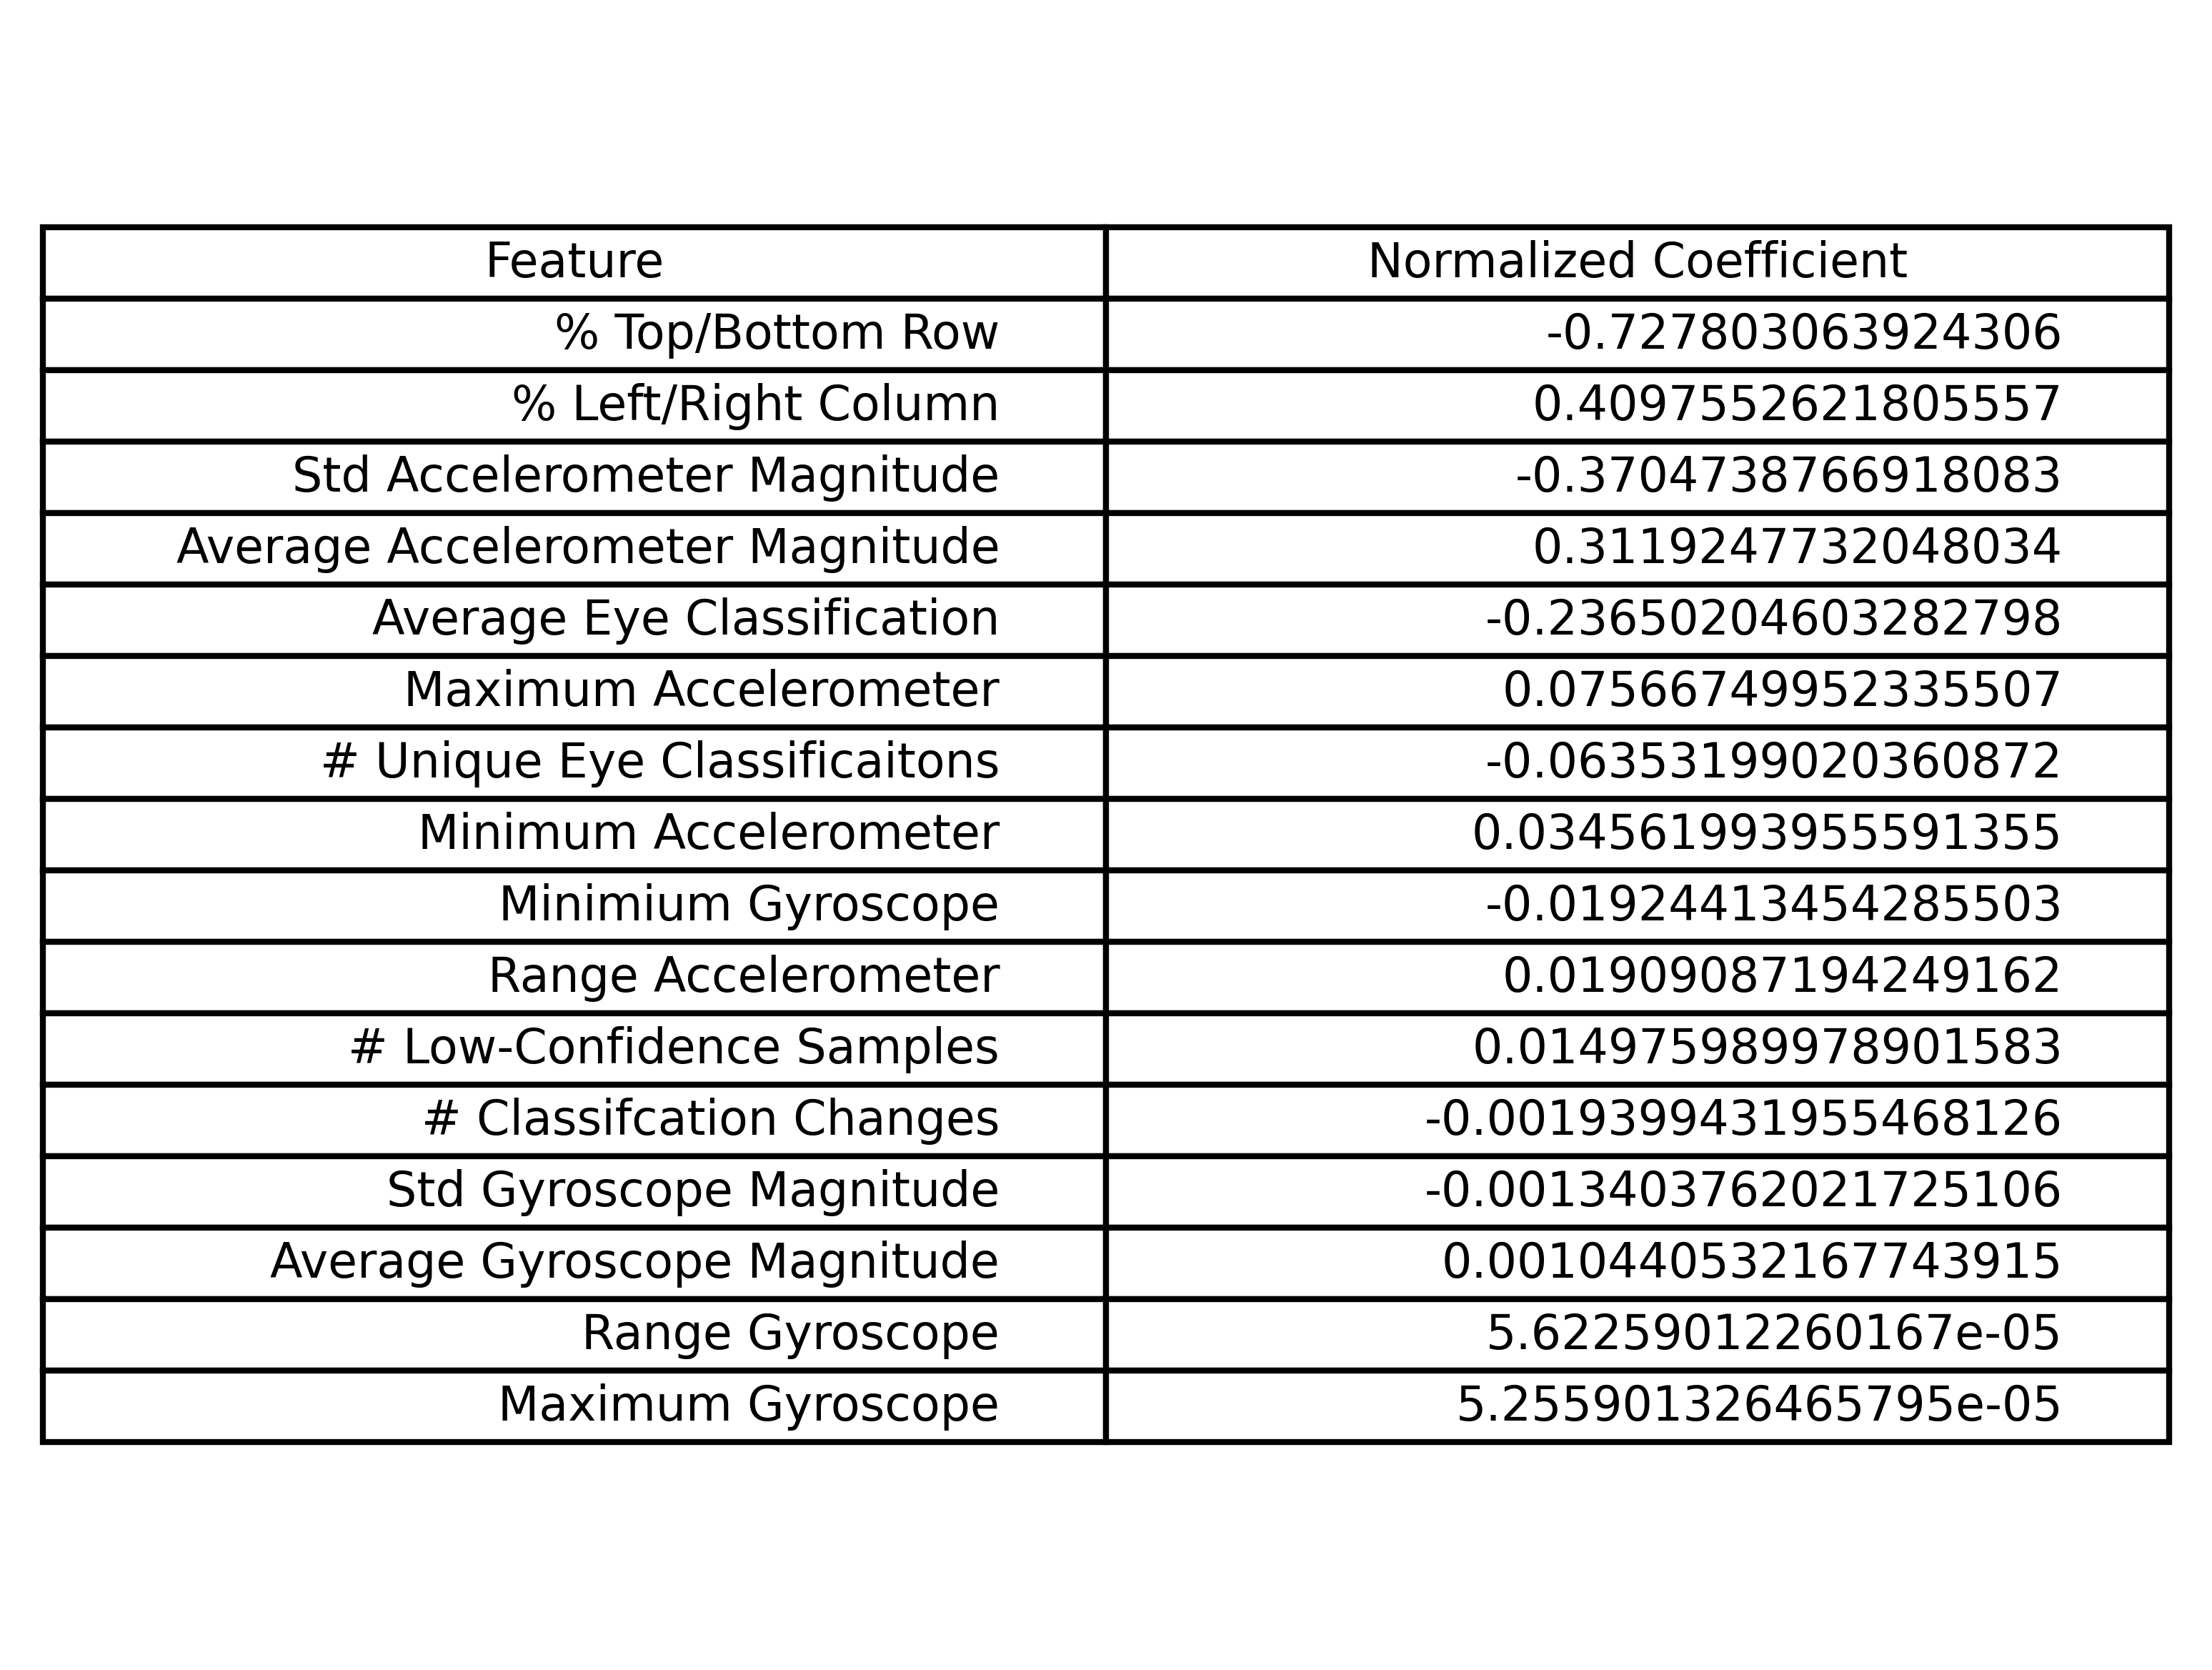 Feature Normalized Coefficient
% Top/Bottom Row -0.727803063924306
% Left/Right Column 0.4097552621805557
Std Accelerometer Magnitude -0.3704738766918083
Average Accelerometer Magnitude 0.3119247732048034
Average Eye Classification -0.23650204603282798
Maximum Accelerometer 0.07566749952335507
# Unique Eye Classificaitons -0.06353199020360872
Minimum Accelerometer 0.034561993955591355
Minimium Gyroscope -0.01924413454285503
Range Accelerometer 0.01909087194249162
# Low-Confidence Samples 0.014975989978901583
# Classifcation Changes -0.0019399431955468126
Std Gyroscope Magnitude -0.0013403762021725106
Average Gyroscope Magnitude 0.0010440532167743915
Range Gyroscope 5.62259012260167e-05
Maximum Gyroscope 5.255901326465795e-05